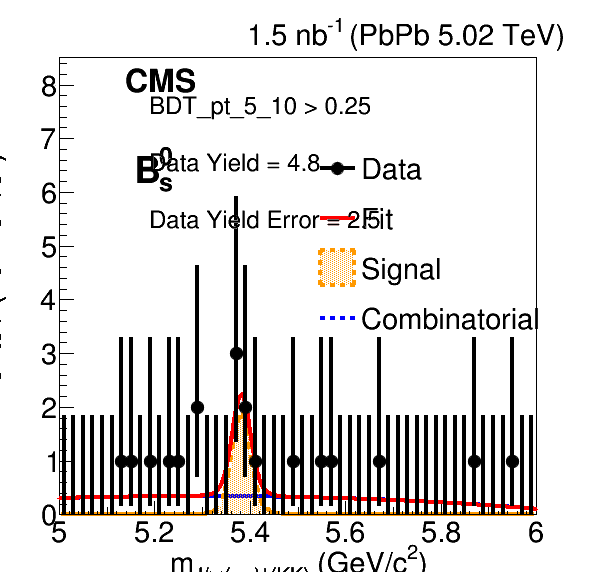 1.5 nb-1 (PbPb 5.02 TeV)
CMS
BDT_pt_5_10 > 0.25
B0s
Data Yield = 4.8
Data Yield Error = 2.5
Data
Fit
Signal
Combinatorial
8
7
6
5
4
3
2
1
0
5 5.2 5.4 5.6 5.8 6
m (GeV/c2)